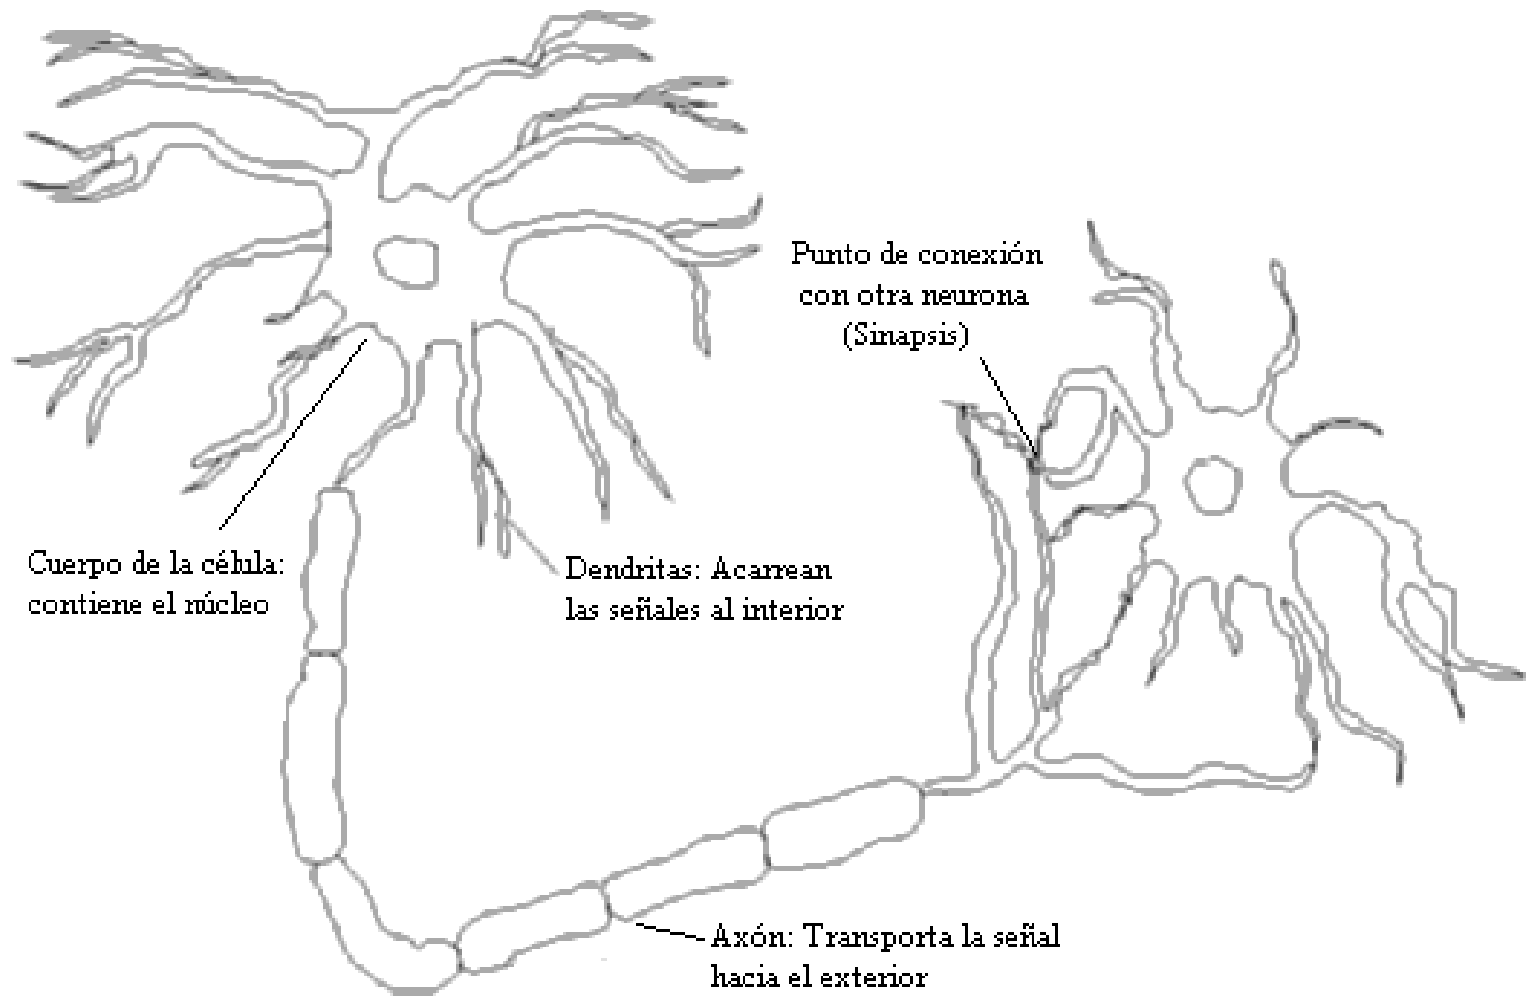 Punto de conexión
con otra neurona
(Sinapsis)
Cuerpo de la célula:
contiene el núcleo
Dendritas: Acarrean
las señales al interior
Axón: Transporta la señal
hacia el exterior